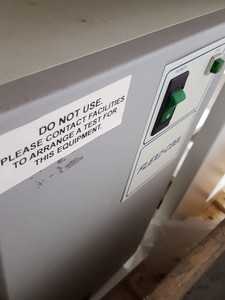 DO NOT USE.
PLEASE CONTACT FACILITIES
TO ARRANGE A TEST FOR
THIS EQUIPMENT.